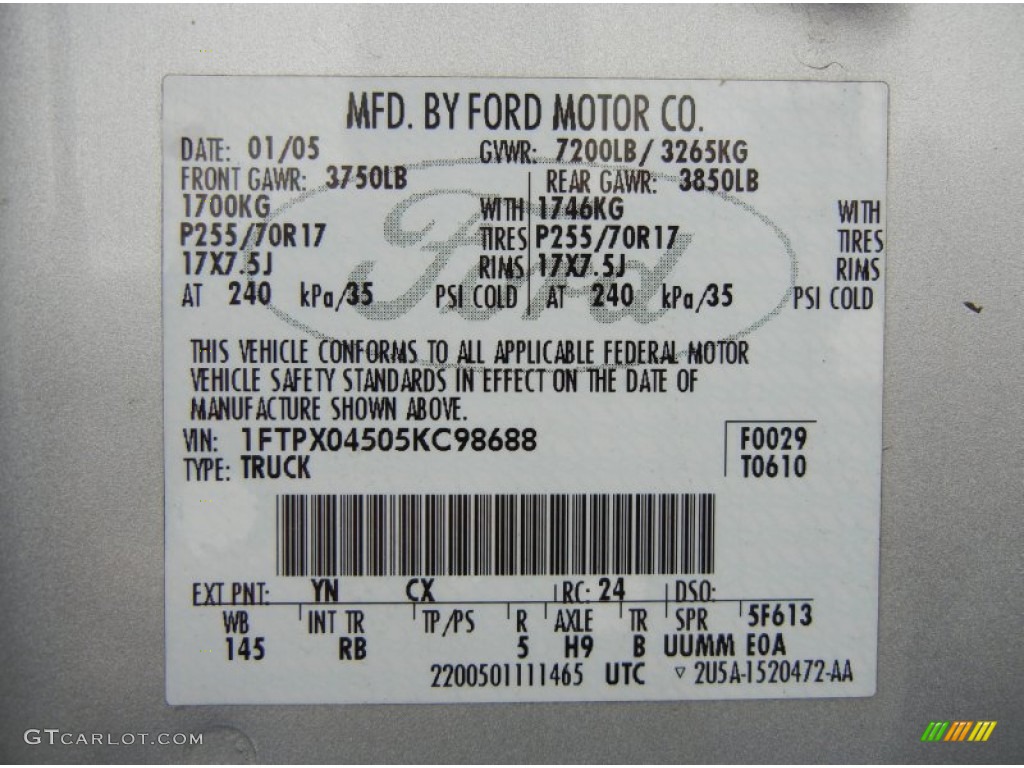 MFD. BY FORD MOTOR CO.
DATE: 01/05 GVWR: 7200LB/ 3265KG
FRONT GAWR: 3750LB REAR GAWR: 3850LB
1700KG WITH 1746KG WITH
P255/70R17 TIRES P255/70R17 TIRES
17X7.5J RIMS 17X7.5J RIMS
AT 240 kPa/35 PSI COLD AT 240 kPa/35 PSI COLD
Ford
THIS VEHICLE CONFORMS TO ALL APPLICABLE FEDERAL MOTOR
VEHICLE SAFETY STANDARDS IN EFFECT ON THE DATE OF
MANUFACTURE SHOWN ABOVE.
VIN: 1FTPX04505KC98688 F0029
TYPE: TRUCK T0610
EXT PNT: YN CX RC: 24 DSO:
WB INT TR TP/PS R AXLE TR SPR 5F613
145 RB 5 H9 B UUMM EOA
2200501111465 UTC ▽ 2U5A-1520472-AA
GTCARLOT.COM